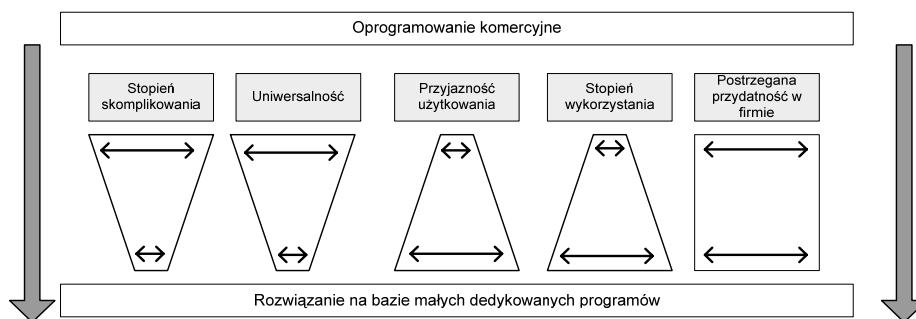 Oprogramowanie komercyjne
Stopień
skomplikowania
Uniwersalność
Przyjazność
użytkowania
Stopień
wykorzystania
Postrzegana
przydatność w
firmie
Rozwiązanie na bazie małych dedykowanych programów